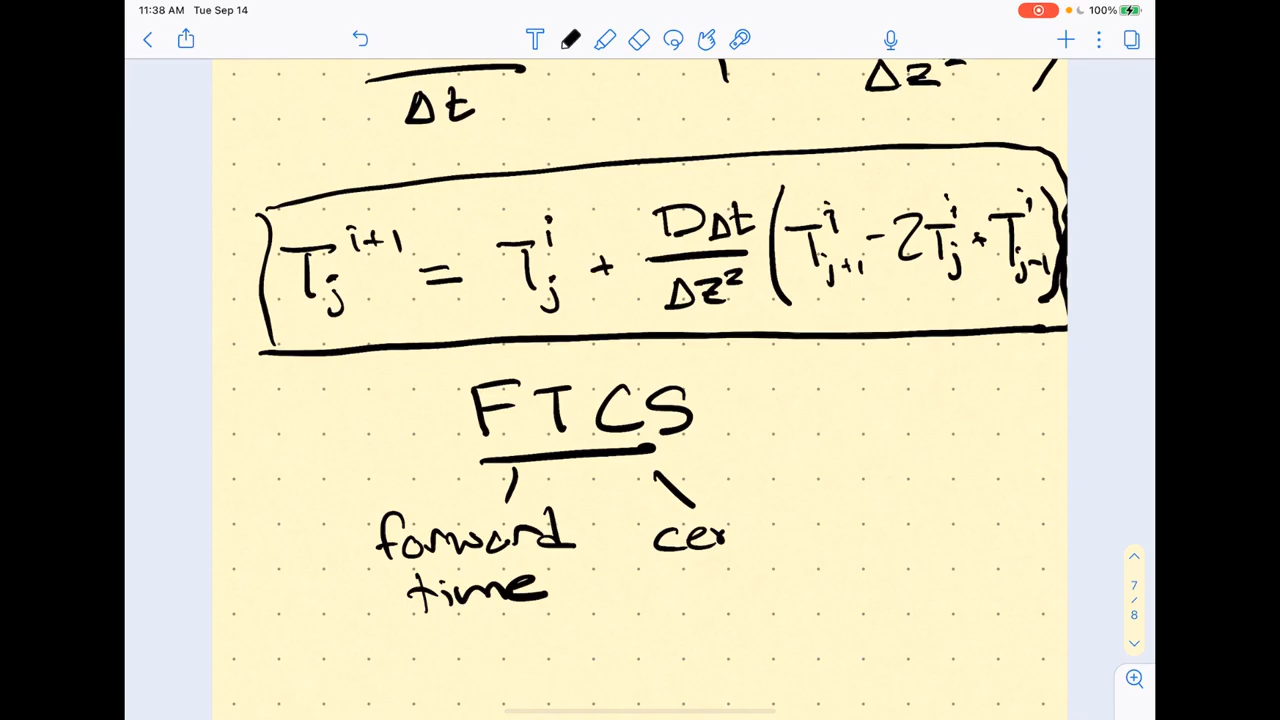 11:38 AM Tue Sep 14
100%
Δt
Δz²
T_j^{i+1} = T_j^i + DΔt/Δz² (T_{j+1}^i - 2T_j^i + T_{j-1}^i)
FTCS
forward
time
cen
7
/
8